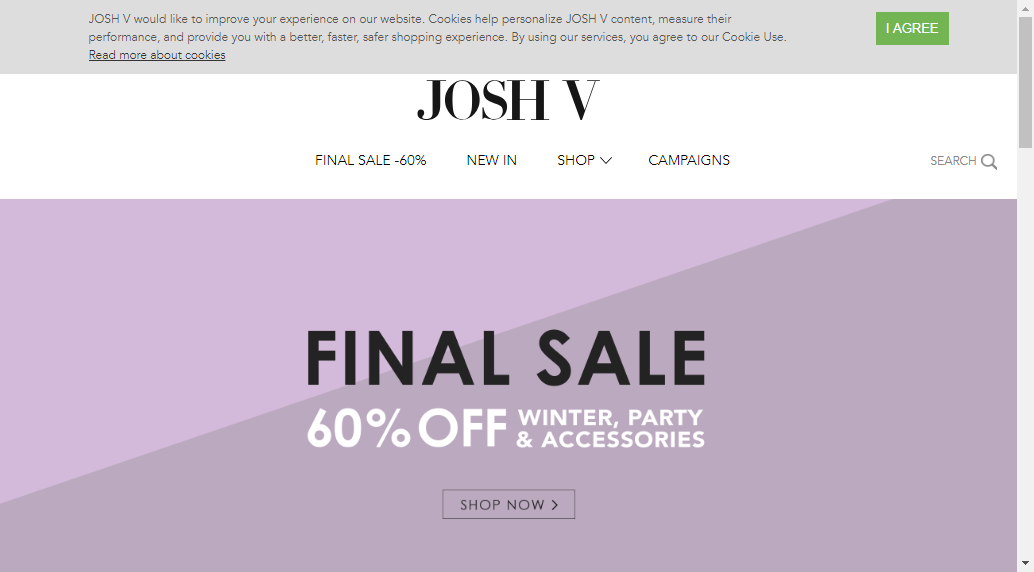 JOSH V would like to improve your experience on our website. Cookies help personalize JOSH V content, measure their
performance, and provide you with a better, faster, safer shopping experience. By using our services, you agree to our Cookie Use.
Read more about cookies
I AGREE
JOSH V
FINAL SALE -60%
NEW IN
SHOP
CAMPAIGNS
SEARCH
FINAL SALE
60% OFF WINTER, PARTY
& ACCESSORIES
SHOP NOW >